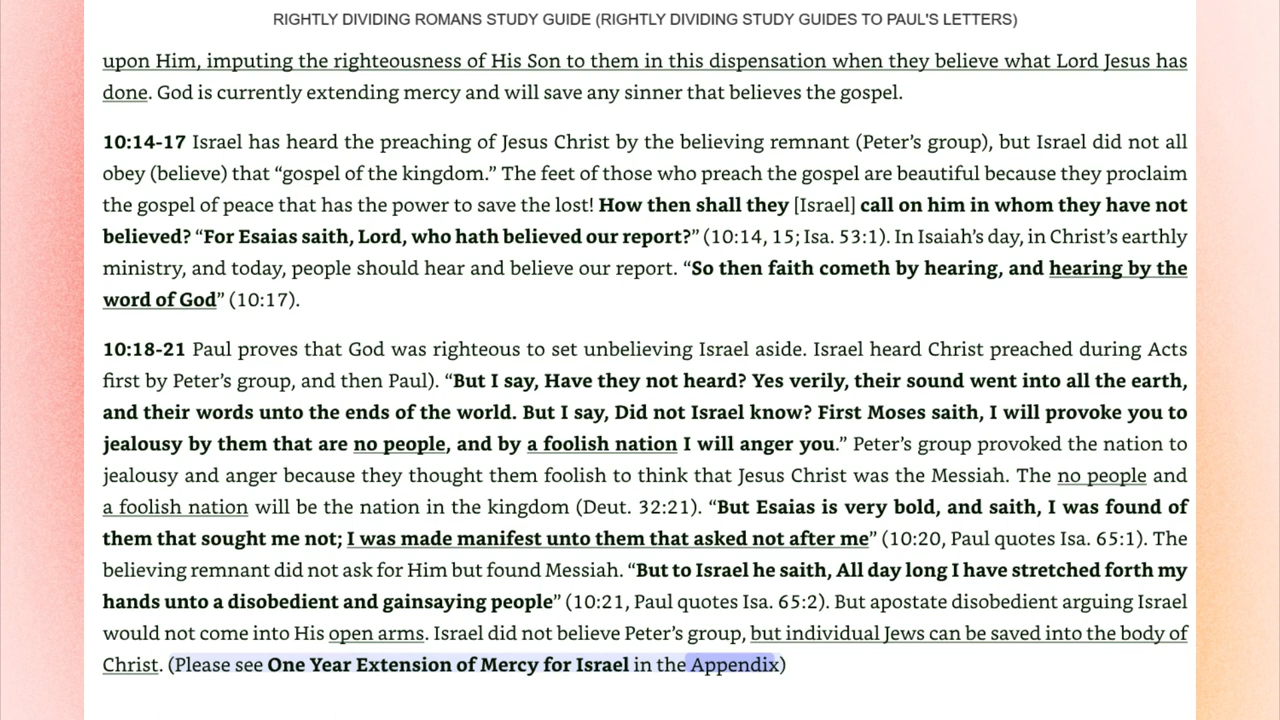 RIGHTLY DIVIDING ROMANS STUDY GUIDE (RIGHTLY DIVIDING STUDY GUIDES TO PAUL'S LETTERS)
upon Him, imputing the righteousness of His Son to them in this dispensation when they believe what Lord Jesus has
done. God is currently extending mercy and will save any sinner that believes the gospel.
10:14-17 Israel has heard the preaching of Jesus Christ by the believing remnant (Peter’s group), but Israel did not all
obey (believe) that “gospel of the kingdom.” The feet of those who preach the gospel are beautiful because they proclaim
the gospel of peace that has the power to save the lost! How then shall they [Israel] call on him in whom they have not
believed? “For Esaias saith, Lord, who hath believed our report?” (10:14, 15; Isa. 53:1). In Isaiah’s day, in Christ’s earthly
ministry, and today, people should hear and believe our report. “So then faith cometh by hearing, and hearing by the
word of God” (10:17).
10:18-21 Paul proves that God was righteous to set unbelieving Israel aside. Israel heard Christ preached during Acts
first by Peter’s group, and then Paul). “But I say, Have they not heard? Yes verily, their sound went into all the earth,
and their words unto the ends of the world. But I say, Did not Israel know? First Moses saith, I will provoke you to
jealousy by them that are no people, and by a foolish nation I will anger you.” Peter’s group provoked the nation to
jealousy and anger because they thought them foolish to think that Jesus Christ was the Messiah. The no people and
a foolish nation will be the nation in the kingdom (Deut. 32:21). “But Esaias is very bold, and saith, I was found of
them that sought me not; I was made manifest unto them that asked not after me” (10:20, Paul quotes Isa. 65:1). The
believing remnant did not ask for Him but found Messiah. “But to Israel he saith, All day long I have stretched forth my
hands unto a disobedient and gainsaying people” (10:21, Paul quotes Isa. 65:2). But apostate disobedient arguing Israel
would not come into His open arms. Israel did not believe Peter’s group, but individual Jews can be saved into the body of
Christ. (Please see One Year Extension of Mercy for Israel in the Appendix)